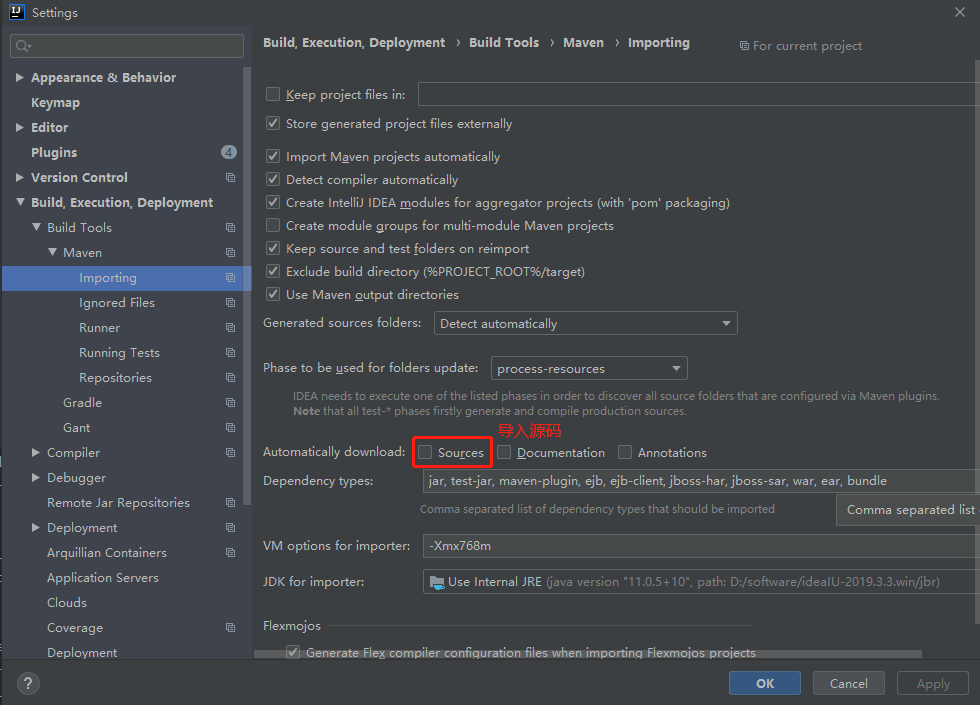 Settings
Build, Execution, Deployment › Build Tools › Maven › Importing
For current project
Appearance & Behavior
Keymap
Editor
Plugins 4
Version Control
Build, Execution, Deployment
Build Tools
Maven
Importing
Ignored Files
Runner
Running Tests
Repositories
Gradle
Gant
Compiler
Debugger
Remote Jar Repositories
Deployment
Arquillian Containers
Application Servers
Clouds
Coverage
Deployment
Keep project files in:
Store generated project files externally
Import Maven projects automatically
Detect compiler automatically
Create IntelliJ IDEA modules for aggregator projects (with 'pom' packaging)
Create module groups for multi-module Maven projects
Keep source and test folders on reimport
Exclude build directory (%PROJECT_ROOT%/target)
Use Maven output directories
Generated sources folders: Detect automatically
Phase to be used for folders update: process-resources
IDEA needs to execute one of the listed phases in order to discover all source folders that are configured via Maven plugins.
Note that all test-* phases firstly generate and compile production sources.
导入源码
Automatically download: Sources Documentation Annotations
Dependency types: jar, test-jar, maven-plugin, ejb, ejb-client, jboss-har, jboss-sar, war, ear, bundle
Comma separated list of dependency types that should be imported
Comma separated list
VM options for importer: -Xmx768m
JDK for importer: Use Internal JRE (java version "11.0.5+10", path: D:/software/ideaIU-2019.3.3.win/jbr)
Flexmojos
Generate Flex compiler configuration files when importing Flexmojos projects
?
OK Cancel Apply